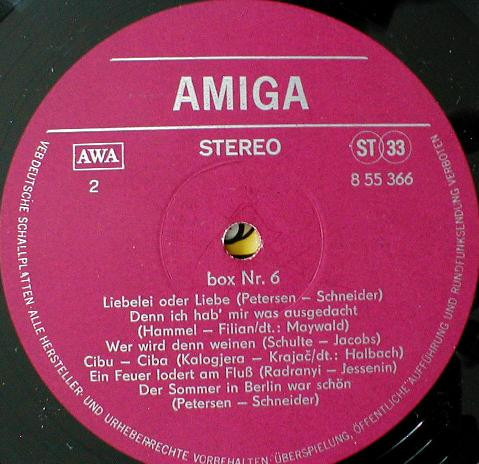 AMIGA
STEREO
AWA
ST 33
2
8 55 366
box Nr. 6
Liebelei oder Liebe (Petersen – Schneider)
Denn ich hab' mir was ausgedacht
(Hammel – Filian/dt.: Maywald)
Wer wird denn weinen (Schulte – Jacobs)
Cibu – Ciba (Kalogjera – Krajač/dt.: Halbach)
Ein Feuer lodert am Fluß (Radranyi – Jessenin)
Der Sommer in Berlin war schön
(Petersen – Schneider)
VEB DEUTSCHE SCHALLPLATTEN ALLE HERSTELLER- UND URHEBERRECHTE VORBEHALTEN · ÜBERSPIELUNG, ÖFFENTLICHE AUFFÜHRUNG UND RUNDFUNKSENDUNG VERBOTEN